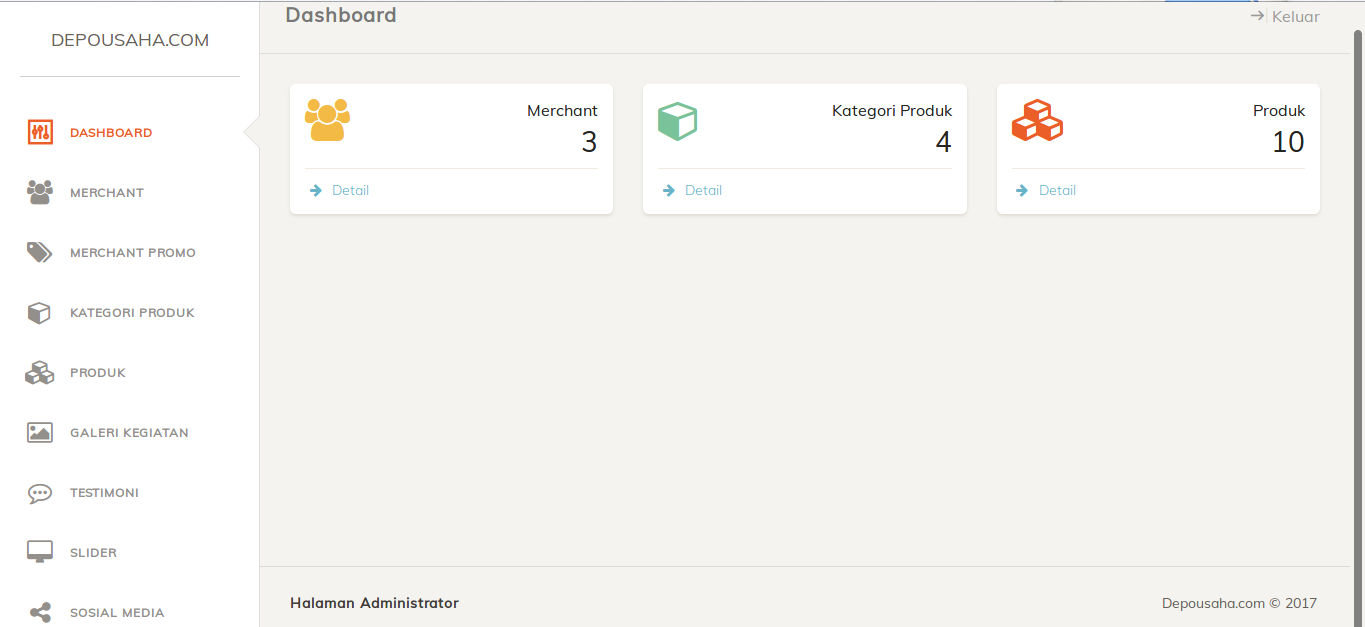 DEPOUSAHA.COM
DASHBOARD
MERCHANT
MERCHANT PROMO
KATEGORI PRODUK
PRODUK
GALERI KEGIATAN
TESTIMONI
SLIDER
SOSIAL MEDIA
Dashboard
Keluar
Merchant
3
Detail
Kategori Produk
4
Detail
Produk
10
Detail
Halaman Administrator
Depousaha.com © 2017